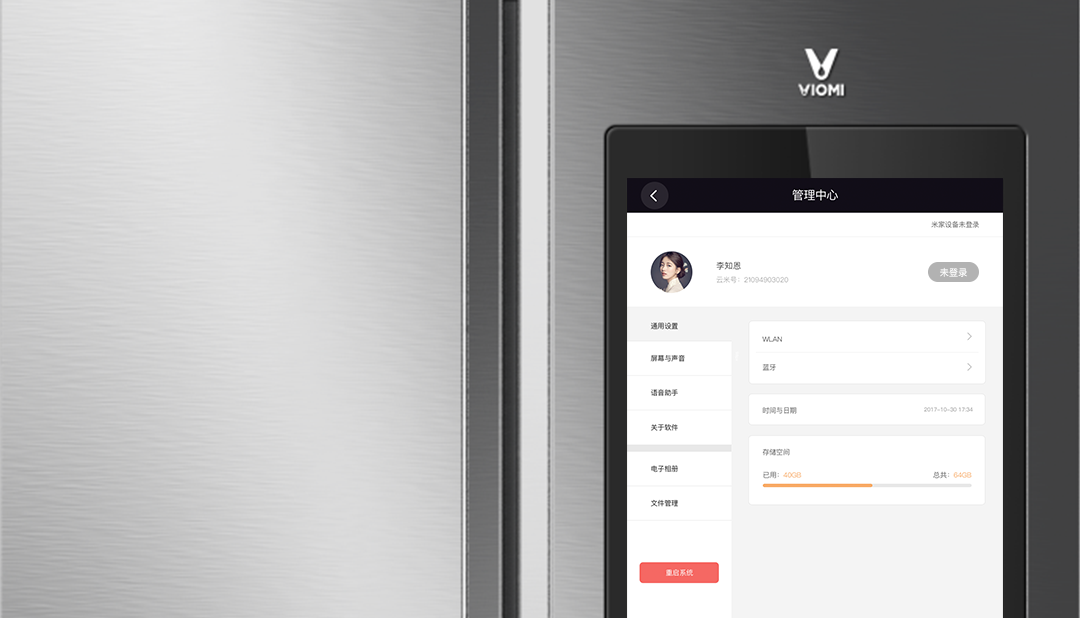 VIOMI
管理中心
米家设备未登录
李知恩
云米号：21094903020
未登录
通用设置
屏幕与声音
语音助手
关于软件
电子相册
文件管理
重启系统
WLAN
蓝牙
时间与日期 2017-10-30 17:34
存储空间
已用：40GB 总共：64GB